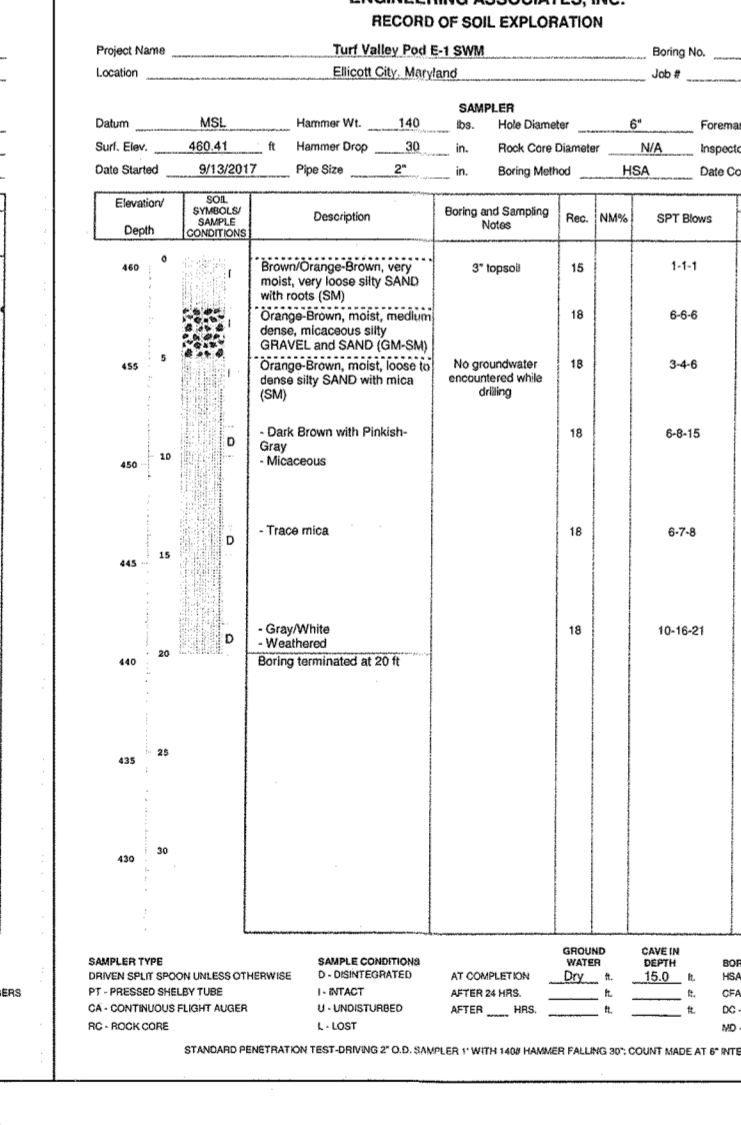 ENGINEERING ASSOCIATES, INC.
RECORD OF SOIL EXPLORATION
Project Name Turf Valley Pod E-1 SWM Boring No.
Location Ellicott City, Maryland Job #
SAMPLER
Datum MSL Hammer Wt. 140 lbs. Hole Diameter 6" Foreman
Surf. Elev. 460.41 ft Hammer Drop 30 in. Rock Core Diameter N/A Inspecto
Date Started 9/13/2017 Pipe Size 2" in. Boring Method HSA Date Co
Elevation/ Depth SOIL SYMBOLS/ SAMPLE CONDITIONS Description Boring and Sampling Notes Rec. NM% SPT Blows
460 0 I Brown/Orange-Brown, very 3" topsoil 15 1-1-1
moist, very loose silty SAND
with roots (SM)
Orange-Brown, moist, medium 18 6-6-6
I dense, micaceous silty
GRAVEL and SAND (GM-SM)
455 5 I Orange-Brown, moist, loose to No groundwater 18 3-4-6
dense silty SAND with mica encountered while
(SM) drilling
D - Dark Brown with Pinkish- 18 6-8-15
Gray
450 10 - Micaceous
D - Trace mica 18 6-7-8
445 15
D - Gray/White 18 10-16-21
- Weathered
440 20 Boring terminated at 20 ft
435 25
430 30
GROUND WATER CAVE IN DEPTH
SAMPLER TYPE SAMPLE CONDITIONS BOR
DRIVEN SPLIT SPOON UNLESS OTHERWISE D - DISINTEGRATED AT COMPLETION Dry ft. 15.0 ft. HSA
ERS PT - PRESSED SHELBY TUBE I - INTACT AFTER 24 HRS. ft. ft. CFA
CA - CONTINUOUS FLIGHT AUGER U - UNDISTURBED AFTER HRS. ft. ft. DC -
RC - ROCK CORE L - LOST MD -
STANDARD PENETRATION TEST-DRIVING 2" O.D. SAMPLER 1' WITH 140# HAMMER FALLING 30": COUNT MADE AT 6" INTE